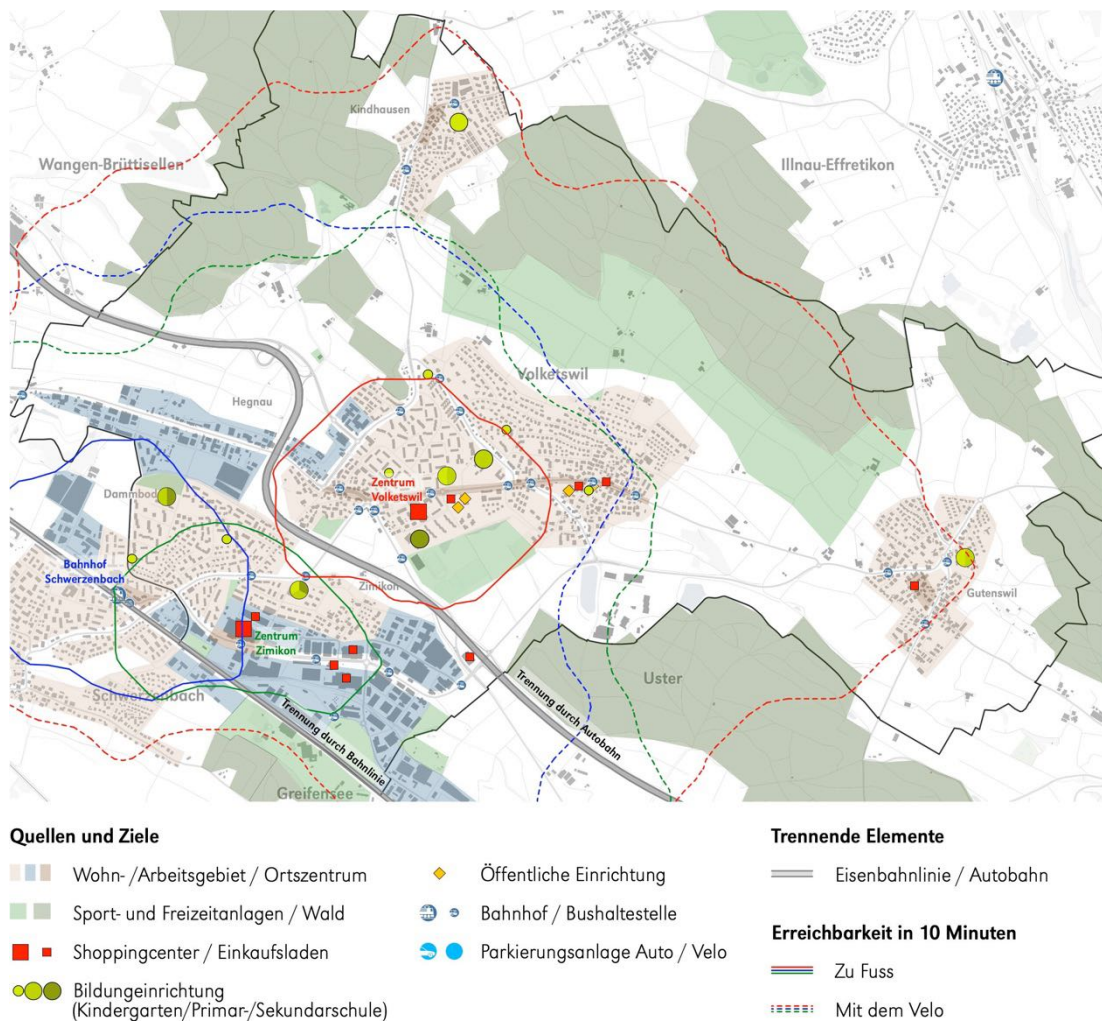 Kindhausen
Wangen-Brüttisellen
Illnau-Effretikon
Volketswil
Hegnau
Zentrum
Volketswil
Dammbod
Bahnhof
Schwerzenbach
Zimikon
Gutenswil
Zentrum
Zimikon
Uster
Schwerzenbach
Trennung durch Autobahn
Trennung durch Bahnlinie
Greifensee
Quellen und Ziele
Wohn- /Arbeitsgebiet / Ortszentrum
Sport- und Freizeitanlagen / Wald
Shoppingcenter / Einkaufsladen
Bildungeinrichtung
(Kindergarten/Primar-/Sekundarschule)
Öffentliche Einrichtung
Bahnhof / Bushaltestelle
Parkierungsanlage Auto / Velo
Trennende Elemente
Eisenbahnlinie / Autobahn
Erreichbarkeit in 10 Minuten
Zu Fuss
Mit dem Velo